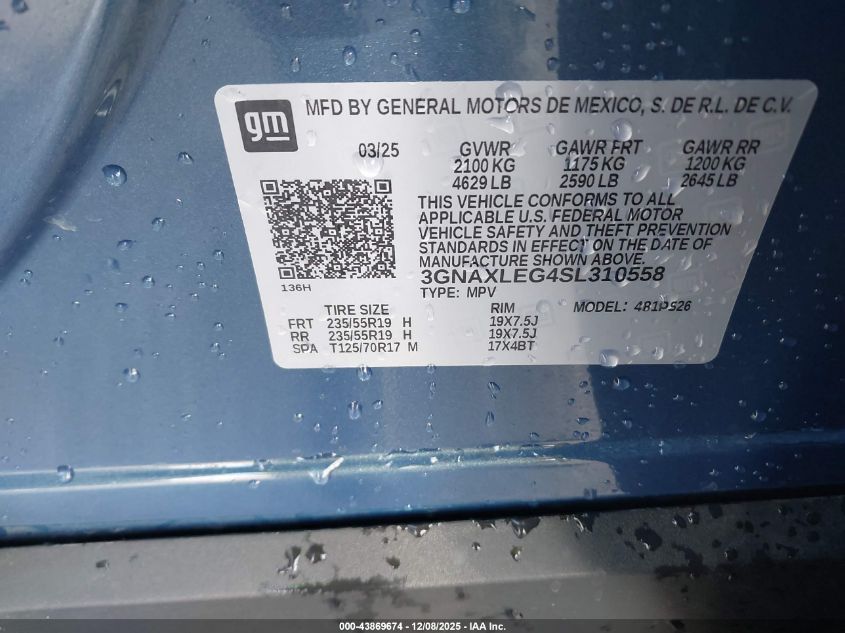 gm
MFD BY GENERAL MOTORS DE MEXICO, S. DE R.L. DE C.V.
03/25 GVWR GAWR FRT GAWR RR
2100 KG 1175 KG 1200 KG
4629 LB 2590 LB 2645 LB
THIS VEHICLE CONFORMS TO ALL
APPLICABLE U.S. FEDERAL MOTOR
VEHICLE SAFETY AND THEFT PREVENTION
STANDARDS IN EFFECT ON THE DATE OF
MANUFACTURE SHOWN ABOVE.
3GNAXLEG4SL310558
136H
TYPE: MPV
TIRE SIZE RIM MODEL:
FRT 235/55R19 H 19X7.5J
RR 235/55R19 H 19X7.5J
SPA T125/70R17 M 17X4BT
000-43869674 - 12/08/2025 - IAA Inc.